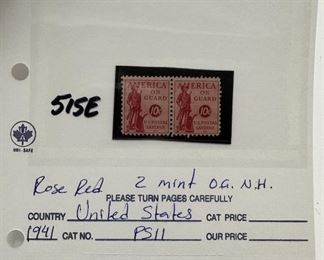 AMERICA AMERICA
ON ON
GUARD GUARD
10¢ 10¢
U.S. POSTAL U.S. POSTAL
SAVINGS SAVINGS
515E
UNI-SAFE
Rose Red 2 mint O.G. N.H.
PLEASE TURN PAGES CAREFULLY
COUNTRY United States CAT PRICE
1941 CAT NO. PS11 OUR PRICE